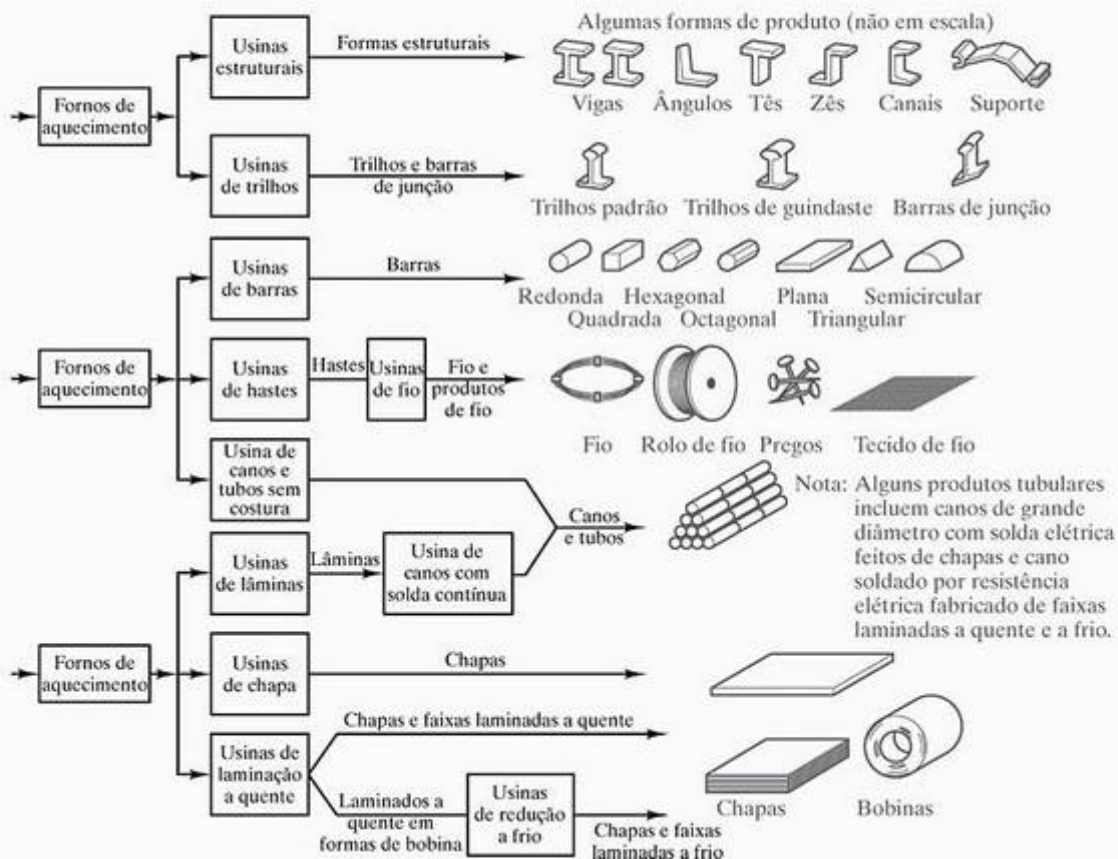 Algumas formas de produto (não em escala)
Fornos de
aquecimento
Usinas
estruturais
Formas estruturais
Vigas Ângulos Tês Zês Canais Suporte
Usinas
de trilhos
Trilhos e barras
de junção
Trilhos padrão Trilhos de guindaste Barras de junção
Fornos de
aquecimento
Usinas
de barras
Barras
Redonda Hexagonal Plana Semicircular
Quadrada Octagonal Triangular
Usinas
de hastes
Hastes
Usinas
de fio
Fio e
produtos
de fio
Fio Rolo de fio Pregos Tecido de fio
Usina de
canos e
tubos sem
costura
Canos
e tubos
Nota: Alguns produtos tubulares
incluem canos de grande
diâmetro com solda elétrica
feitos de chapas e cano
soldado por resistência
elétrica fabricado de faixas
laminadas a quente e a frio.
Fornos de
aquecimento
Usinas
de lâminas
Lâminas
Usina de
canos com
solda contínua
Usinas
de chapa
Chapas
Usinas de
laminação
a quente
Chapas e faixas laminadas a quente
Laminados a
quente em
formas de bobina
Usinas
de redução
a frio
Chapas e faixas
laminadas a frio
Chapas Bobinas